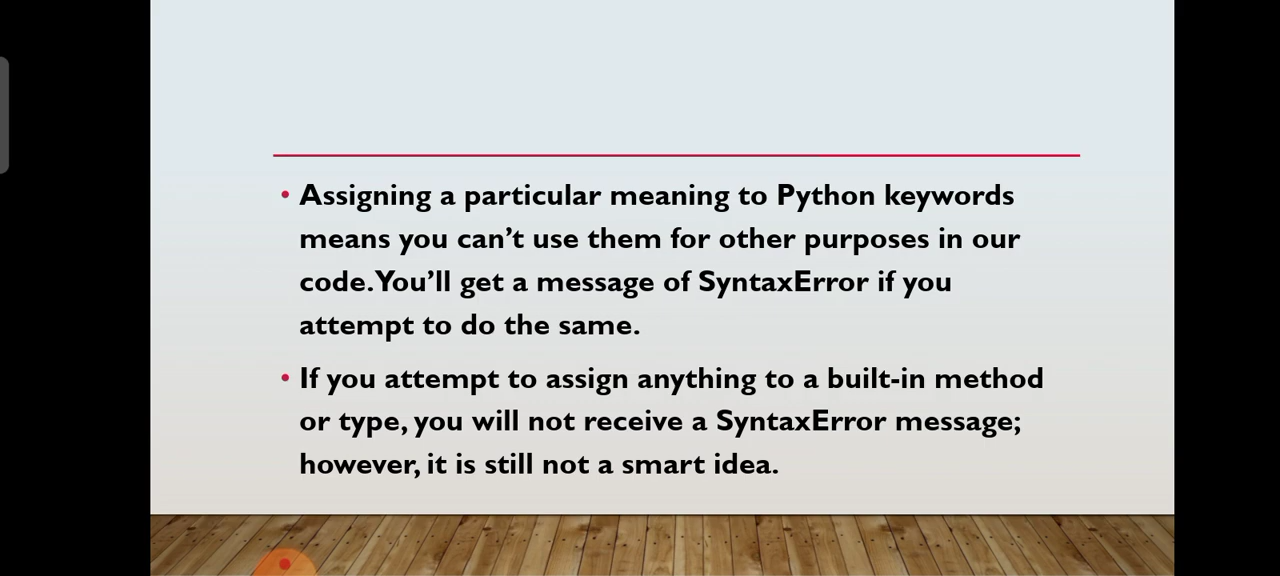 • Assigning a particular meaning to Python keywords
means you can’t use them for other purposes in our
code. You’ll get a message of SyntaxError if you
attempt to do the same.
• If you attempt to assign anything to a built-in method
or type, you will not receive a SyntaxError message;
however, it is still not a smart idea.